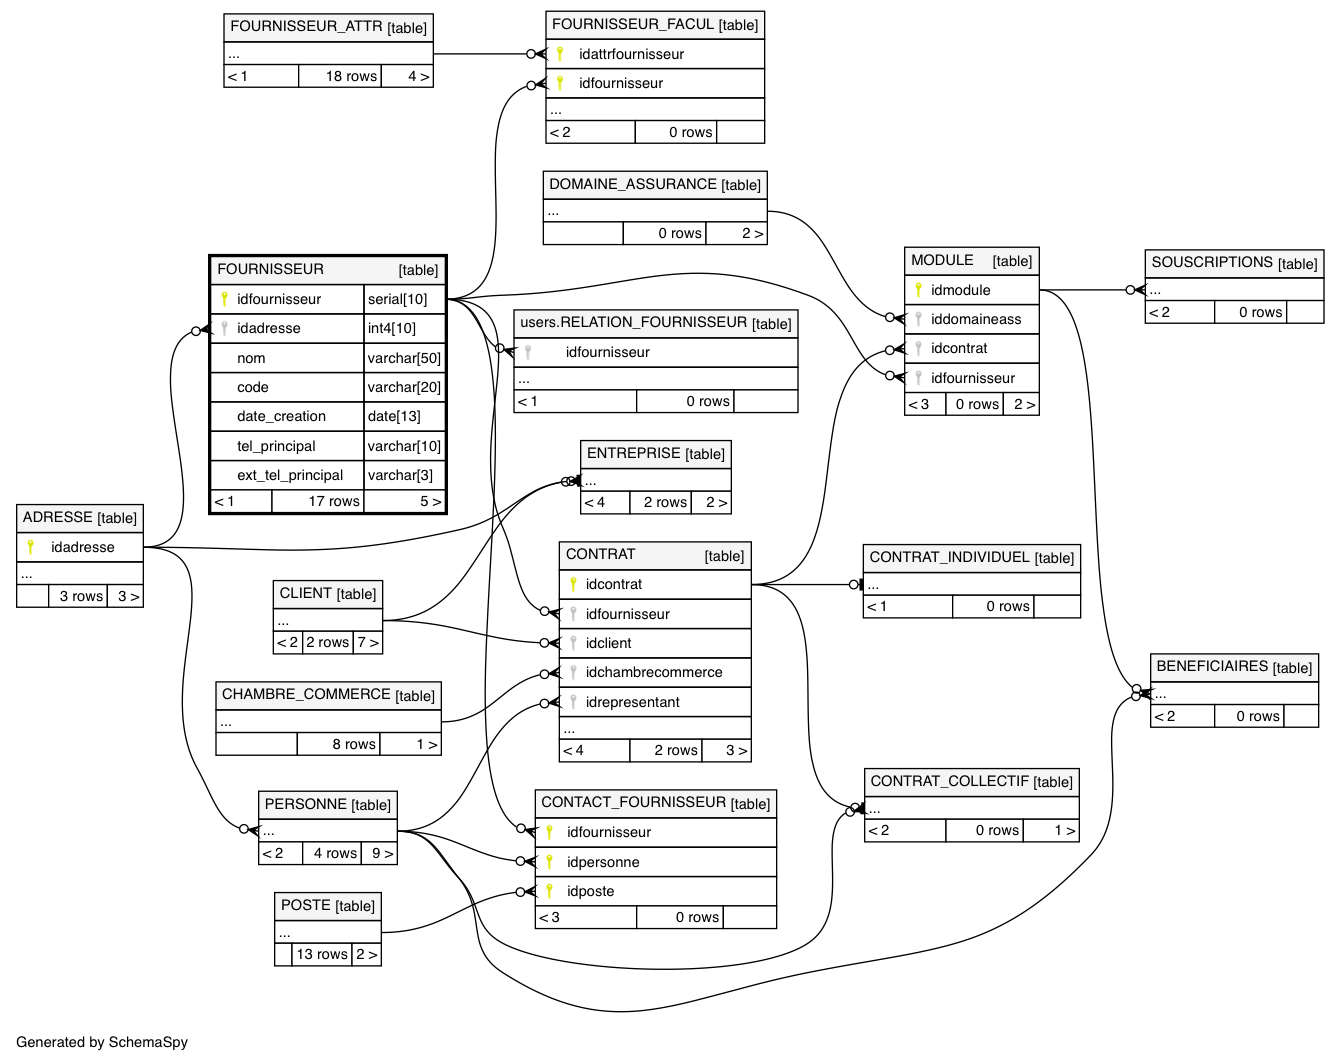 FOURNISSEUR_ATTR [table]
...
< 1 18 rows 4 >
FOURNISSEUR_FACUL [table]
idattrfournisseur
idfournisseur
...
< 2 0 rows
DOMAINE_ASSURANCE [table]
...
0 rows 2 >
FOURNISSEUR [table]
idfournisseur serial[10]
idadresse int4[10]
nom varchar[50]
code varchar[20]
date_creation date[13]
tel_principal varchar[10]
ext_tel_principal varchar[3]
< 1 17 rows 5 >
users.RELATION_FOURNISSEUR [table]
idfournisseur
...
< 1 0 rows
MODULE [table]
idmodule
iddomaineass
idcontrat
idfournisseur
< 3 0 rows 2 >
SOUSCRIPTIONS [table]
...
< 2 0 rows
ENTREPRISE [table]
...
< 4 2 rows 2 >
ADRESSE [table]
idadresse
...
3 rows 3 >
CLIENT [table]
...
< 2 2 rows 7 >
CONTRAT [table]
idcontrat
idfournisseur
idclient
idchambrecommerce
idrepresentant
...
< 4 2 rows 3 >
CONTRAT_INDIVIDUEL [table]
...
< 1 0 rows
CHAMBRE_COMMERCE [table]
...
8 rows 1 >
BENEFICIAIRES [table]
...
< 2 0 rows
CONTRAT_COLLECTIF [table]
...
< 2 0 rows 1 >
PERSONNE [table]
...
< 2 4 rows 9 >
CONTACT_FOURNISSEUR [table]
idfournisseur
idpersonne
idposte
< 3 0 rows
POSTE [table]
...
13 rows 2 >
Generated by SchemaSpy